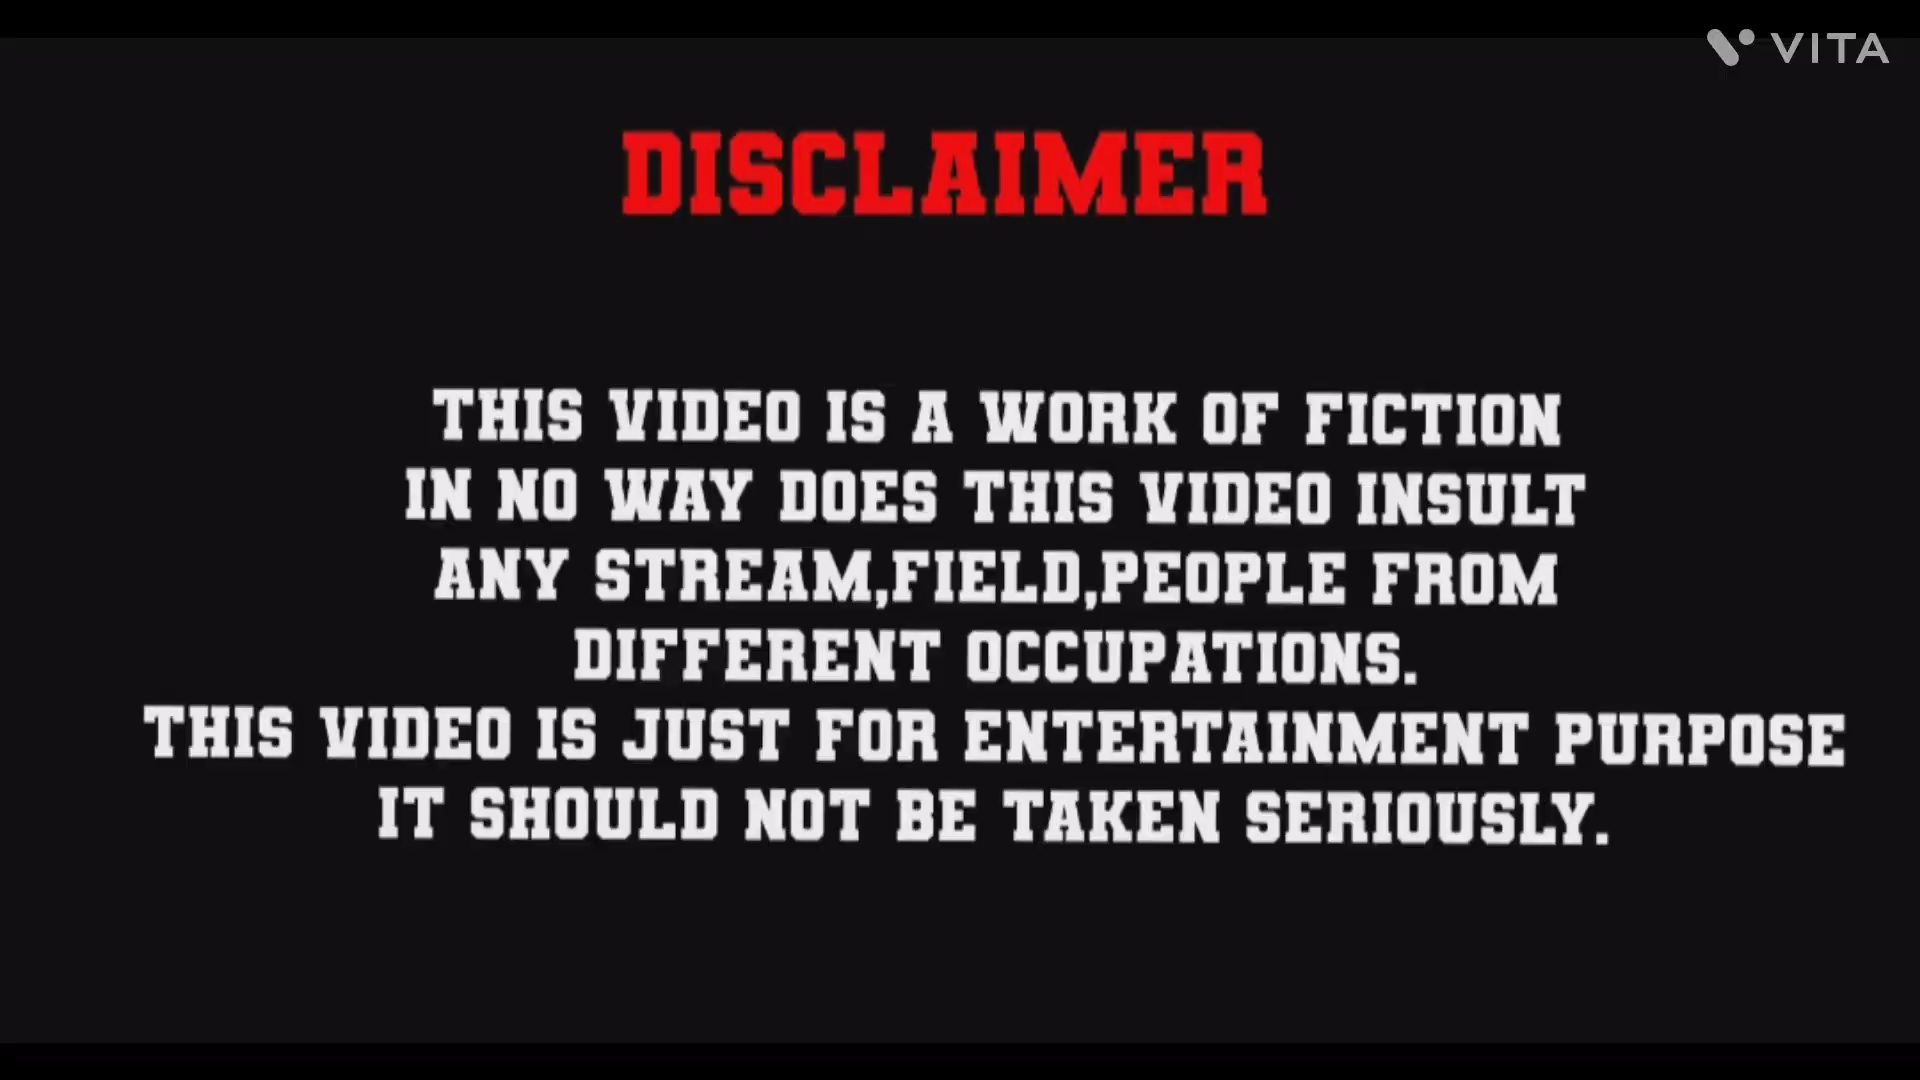 VITA
DISCLAIMER
THIS VIDEO IS A WORK OF FICTION
IN NO WAY DOES THIS VIDEO INSULT
ANY STREAM,FIELD,PEOPLE FROM
DIFFERENT OCCUPATIONS.
THIS VIDEO IS JUST FOR ENTERTAINMENT PURPOSE
IT SHOULD NOT BE TAKEN SERIOUSLY.